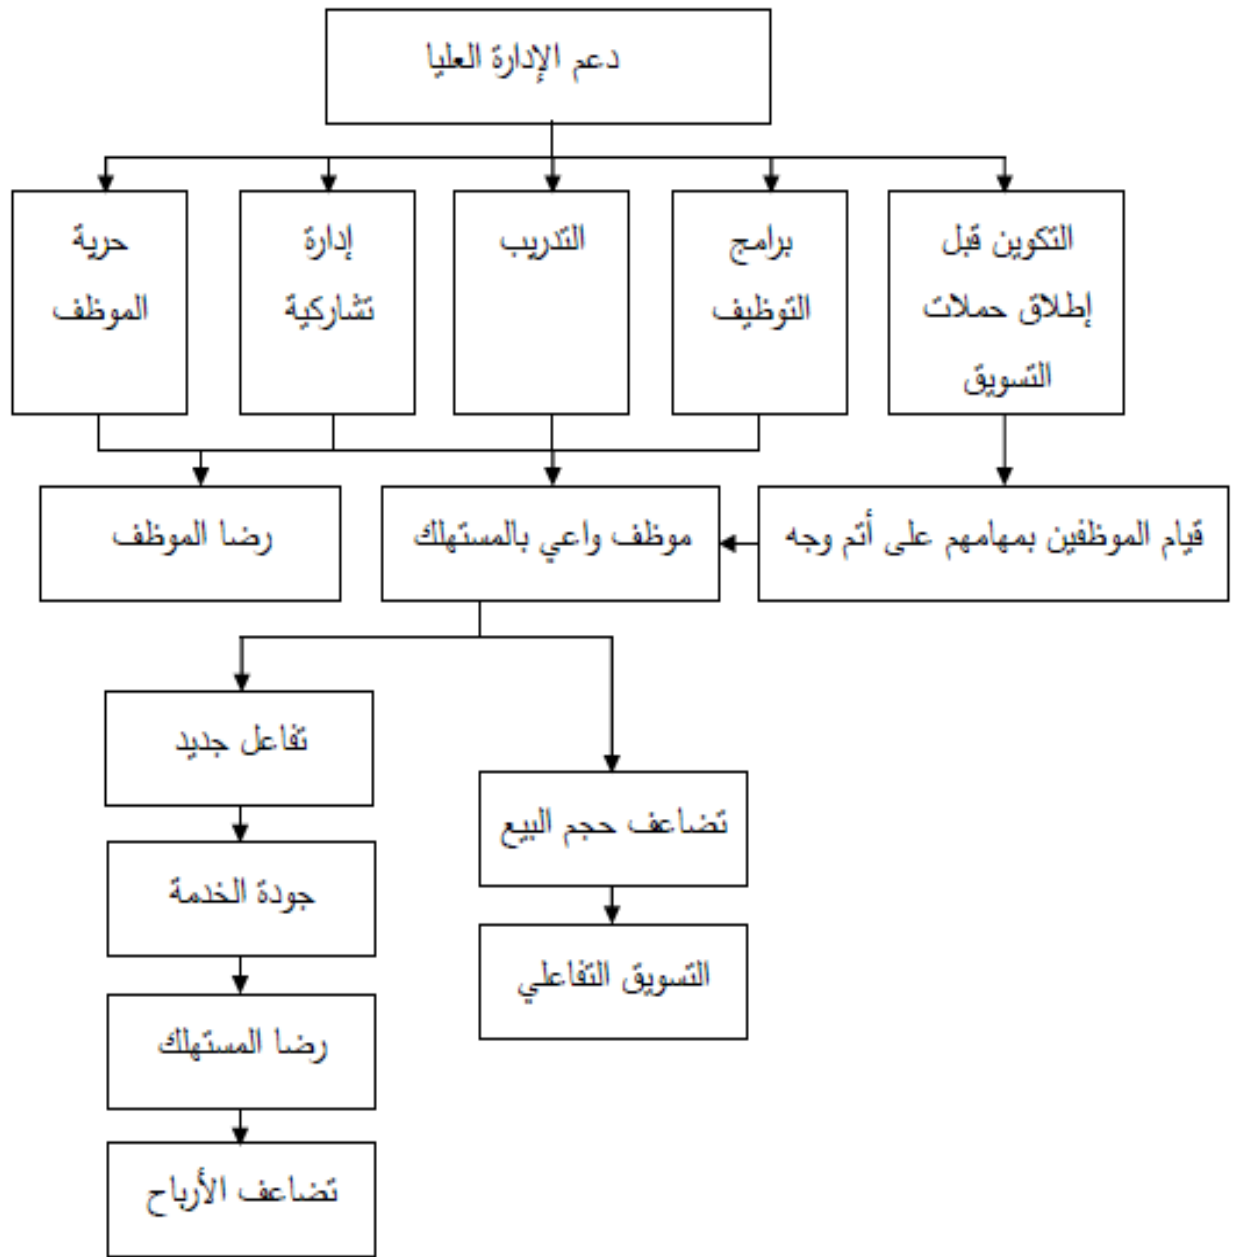 دعم الإدارة العليا
التكوين قبل
إطلاق حملات
التسويق
برامج
التوظيف
التدريب
إدارة
تشاركية
حرية
الموظف
قيام الموظفين بمهامهم على أتم وجه
موظف واعي بالمستهلك
رضا الموظف
تفاعل جديد
تضاعف حجم البيع
جودة الخدمة
التسويق التفاعلي
رضا المستهلك
تضاعف الأرباح